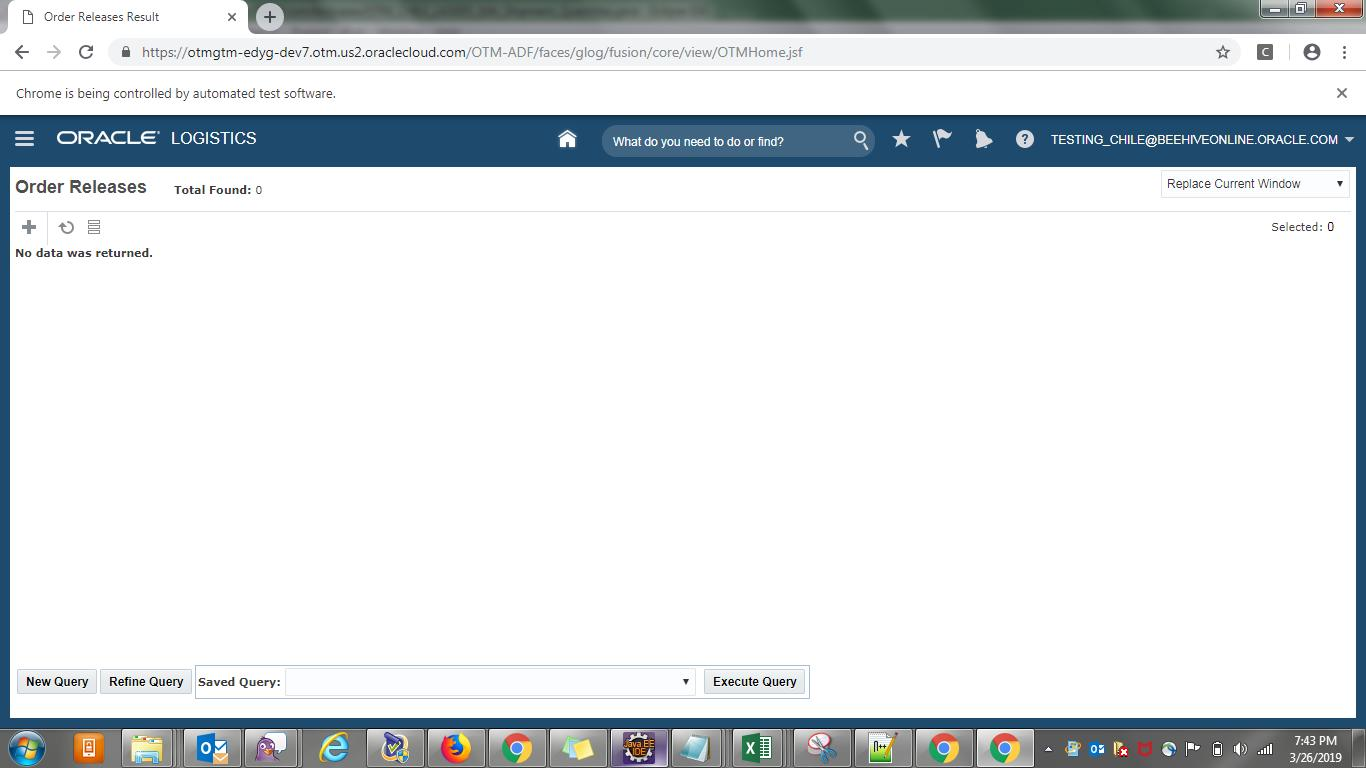 Order Releases Result
https://otmgtm-edyg-dev7.otm.us2.oraclecloud.com/OTM-ADF/faces/glog/fusion/core/view/OTMHome.jsf
C
Chrome is being controlled by automated test software.
ORACLE LOGISTICS
What do you need to do or find?
?
TESTING_CHILE@BEEHIVEONLINE.ORACLE.COM
Order Releases Total Found: 0
Replace Current Window
Selected: 0
No data was returned.
New Query Refine Query Saved Query: Execute Query
Java EE
IDE
7:43 PM
3/26/2019